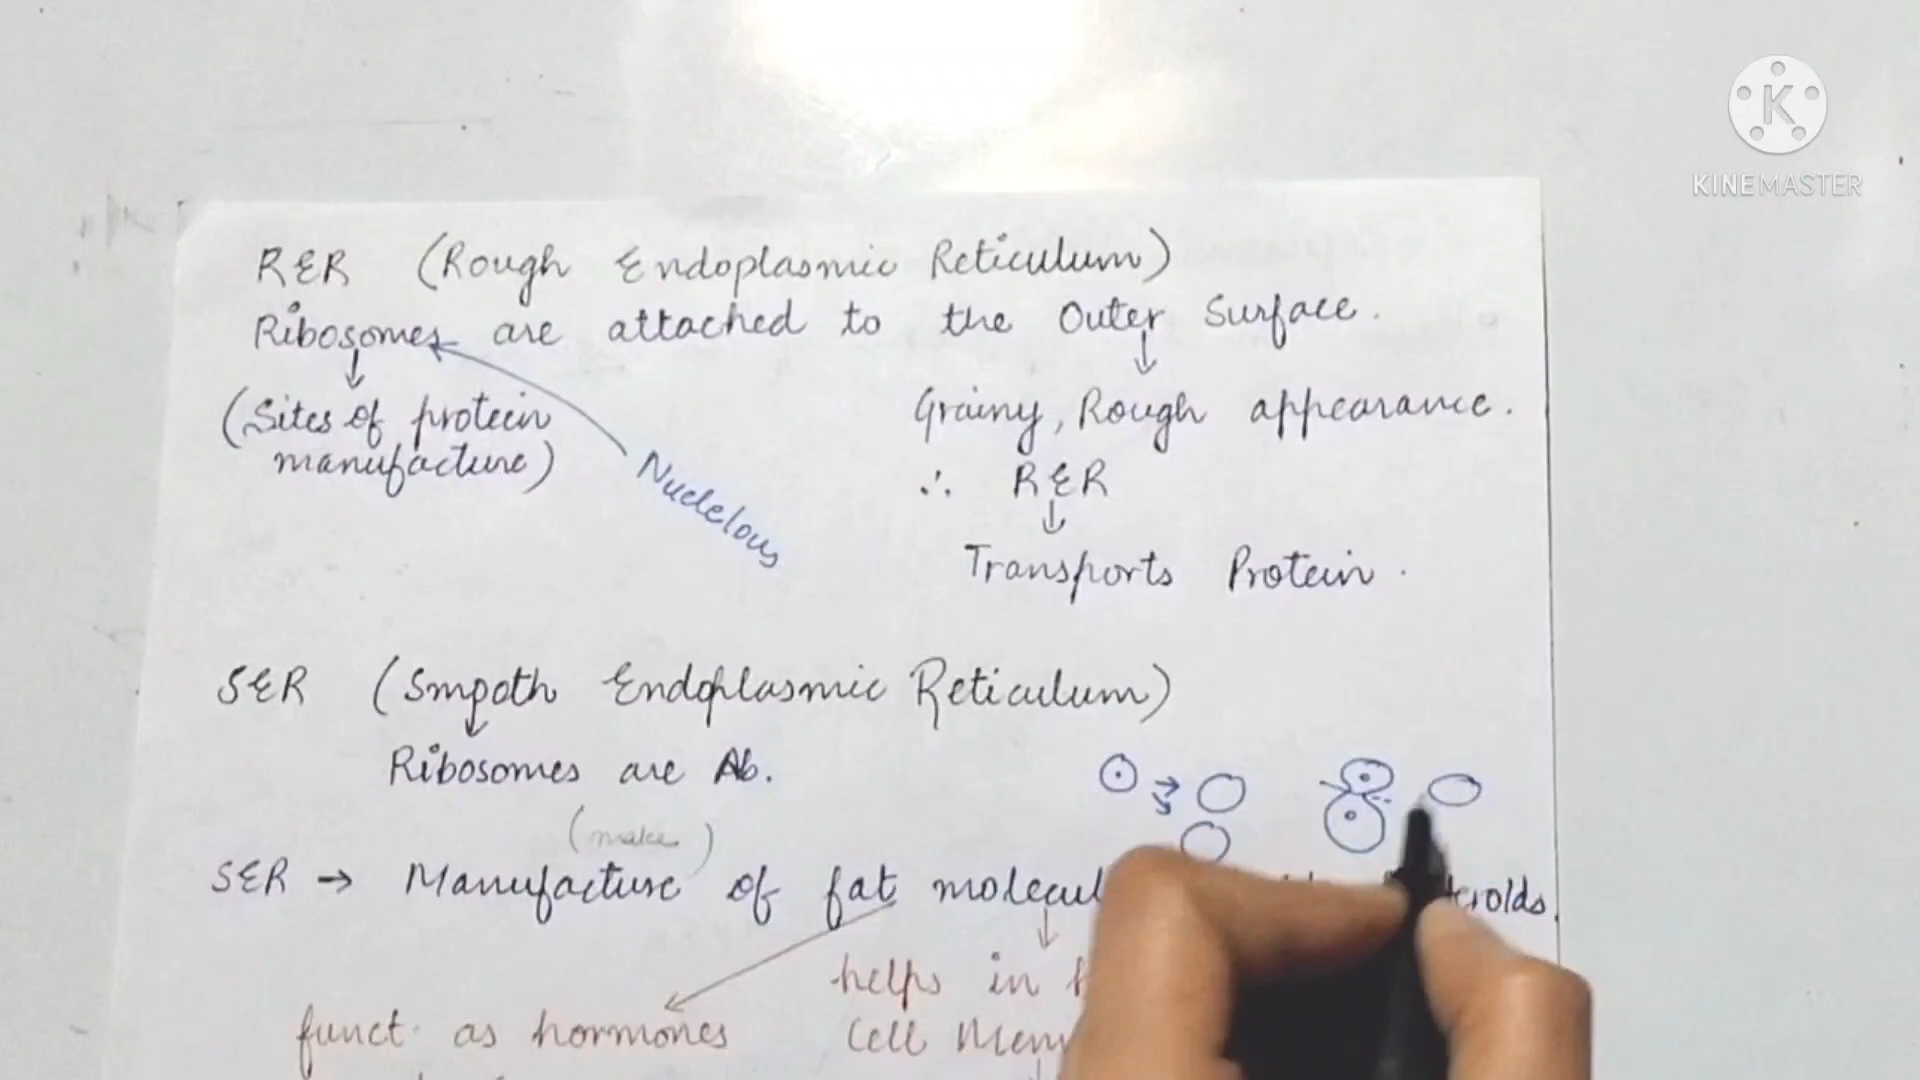 K
KINEMASTER
RER (Rough Endoplasmic Reticulum)
Ribosomes are attached to the Outer Surface.
(Sites of protein
manufacture)
Nuclelous
Grainy, Rough appearance.
∴ RER
Transports Protein.
SER (Smooth Endoplasmic Reticulum)
Ribosomes are Ab.
(make)
SER → Manufacture of fat molecul
helps in
funct. as hormones
Cell Mem